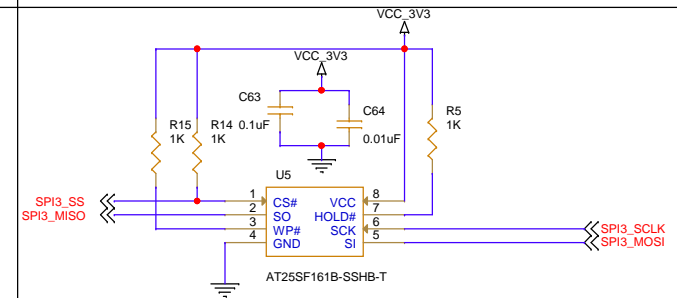 VCC_3V3
VCC_3V3
C63
0.1uF
C64
0.01uF
R15
1K
R14
1K
R5
1K
U5
SPI3_SS
SPI3_MISO
1 CS#
2 SO
3 WP#
4 GND
VCC 8
HOLD# 7
SCK 6
SI 5
SPI3_SCLK
SPI3_MOSI
AT25SF161B-SSHB-T